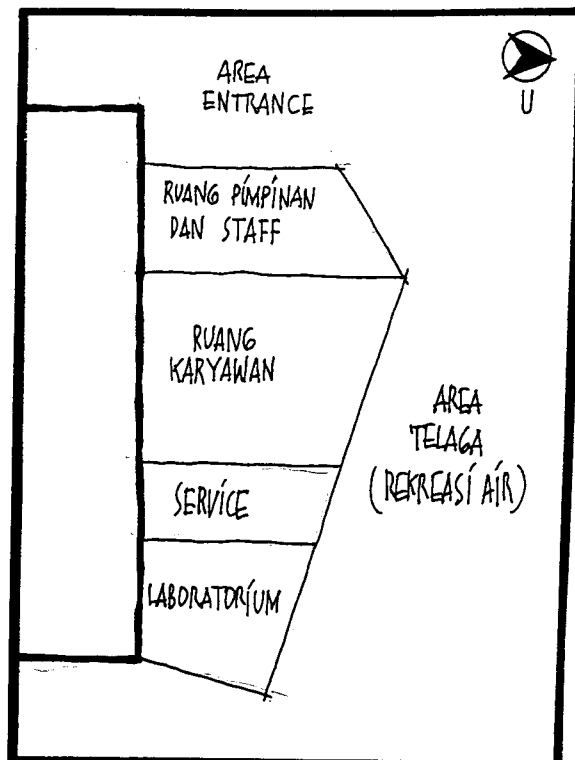 AREA
ENTRANCE
U
RUANG PIMPINAN
DAN STAFF
RUANG
KARYAWAN
AREA
TELAGA
(REKREASI AIR)
SERVICE
LABORATORIUM